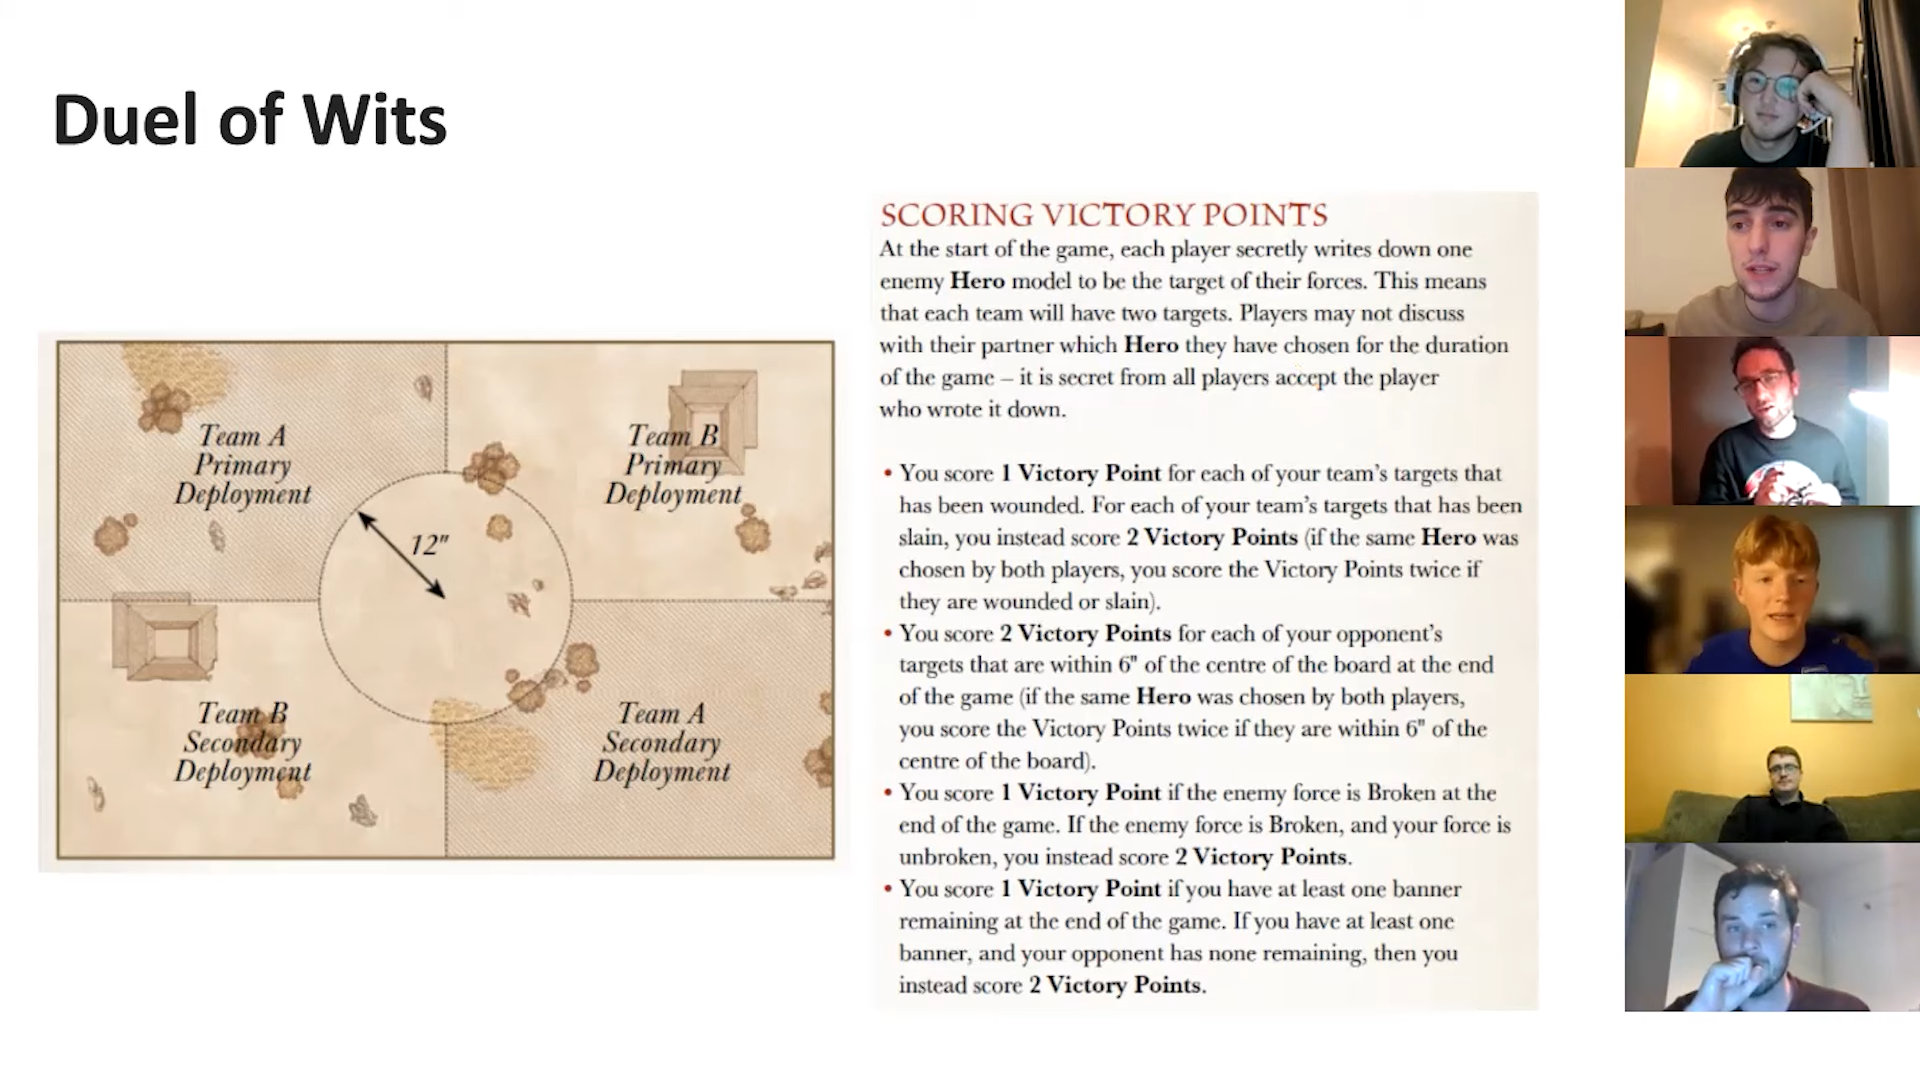 Duel of Wits
Team A
Primary
Deployment
Team B
Primary
Deployment
12"
Team B
Secondary
Deployment
Team A
Secondary
Deployment
SCORING VICTORY POINTS
At the start of the game, each player secretly writes down one
enemy Hero model to be the target of their forces. This means
that each team will have two targets. Players may not discuss
with their partner which Hero they have chosen for the duration
of the game – it is secret from all players accept the player
who wrote it down.
• You score 1 Victory Point for each of your team's targets that
has been wounded. For each of your team's targets that has been
slain, you instead score 2 Victory Points (if the same Hero was
chosen by both players, you score the Victory Points twice if
they are wounded or slain).
• You score 2 Victory Points for each of your opponent's
targets that are within 6" of the centre of the board at the end
of the game (if the same Hero was chosen by both players,
you score the Victory Points twice if they are within 6" of the
centre of the board).
• You score 1 Victory Point if the enemy force is Broken at the
end of the game. If the enemy force is Broken, and your force is
unbroken, you instead score 2 Victory Points.
• You score 1 Victory Point if you have at least one banner
remaining at the end of the game. If you have at least one
banner, and your opponent has none remaining, then you
instead score 2 Victory Points.